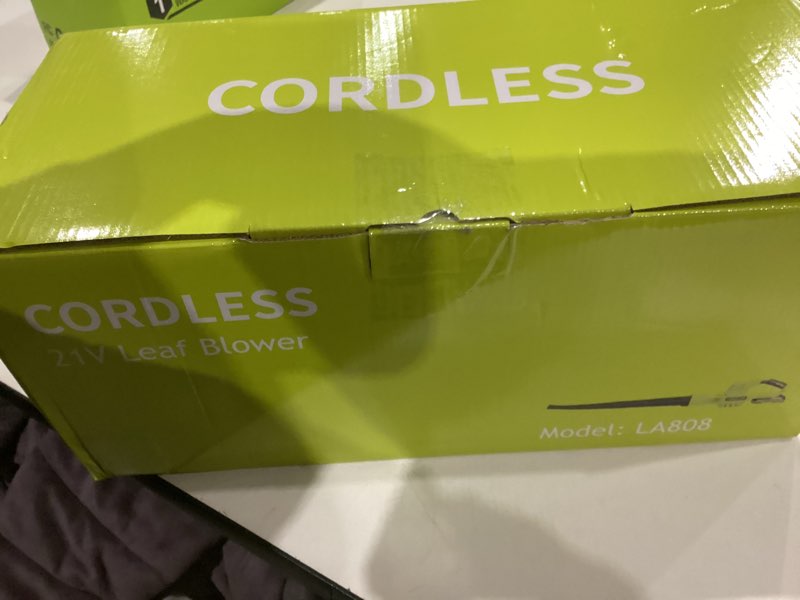 CORDLESS
CORDLESS
21V Leaf Blower
Model: LA808